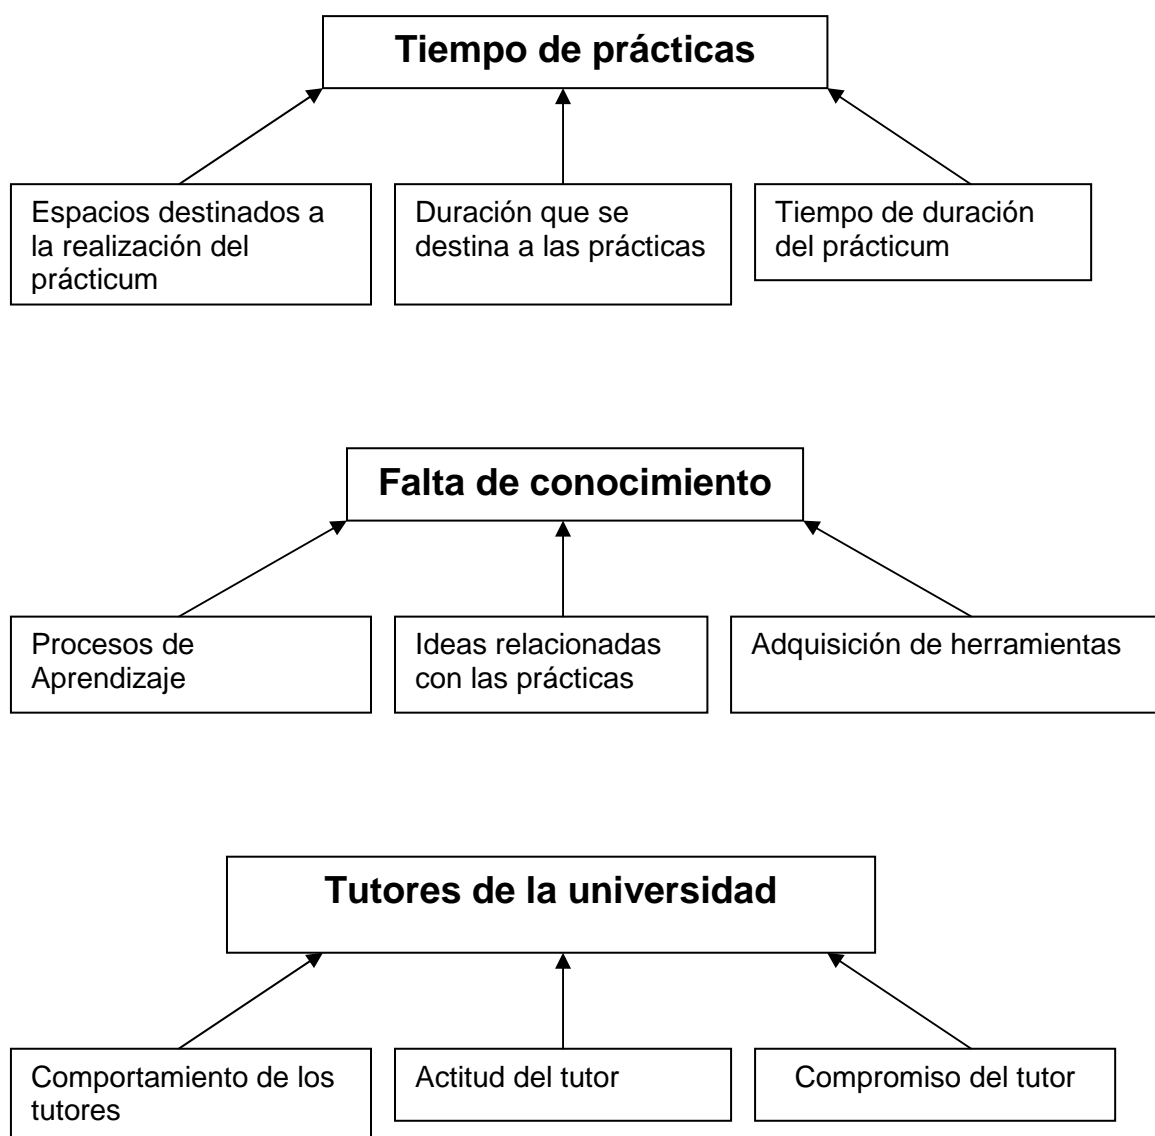 Tiempo de prácticas
Espacios destinados a
la realización del
prácticum
Duración que se
destina a las prácticas
Tiempo de duración
del prácticum
Falta de conocimiento
Procesos de
Aprendizaje
Ideas relacionadas
con las prácticas
Adquisición de herramientas
Tutores de la universidad
Comportamiento de los
tutores
Actitud del tutor
Compromiso del tutor